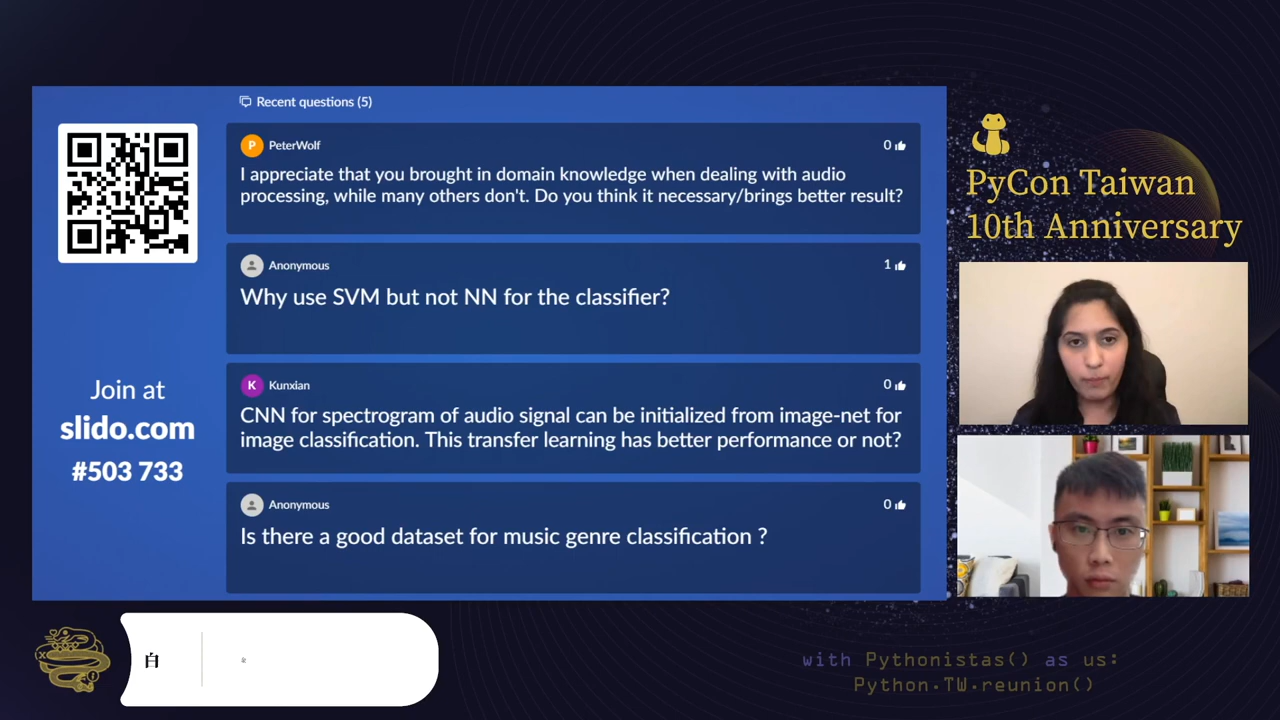 Recent questions (5)
P
PeterWolf
0
I appreciate that you brought in domain knowledge when dealing with audio
processing, while many others don't. Do you think it necessary/brings better result?
Anonymous
1
Why use SVM but not NN for the classifier?
K
Kunxian
0
CNN for spectrogram of audio signal can be initialized from image-net for
image classification. This transfer learning has better performance or not?
Anonymous
0
Is there a good dataset for music genre classification ?
Join at
slido.com
#503 733
PyCon Taiwan
10th Anniversary
白
with Pythonistas() as us:
Python.TW.reunion()